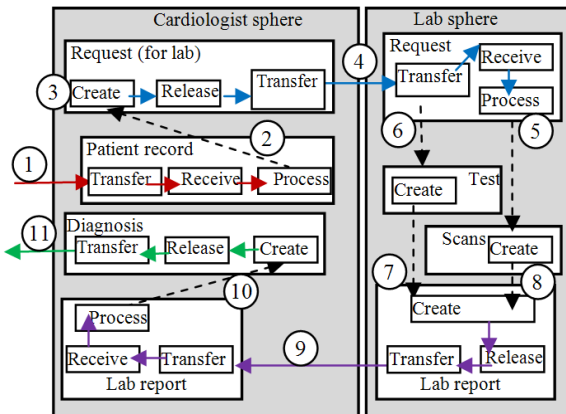 Cardiologist sphere
Lab sphere
Request (for lab)
4
Request
Receive
Transfer
Transfer
3
Create
Release
Process
2
6
5
Patient record
1
Transfer
Receive
Process
Test
Create
Diagnosis
11
Transfer
Release
Create
Scans
Create
7
8
10
Create
Process
9
Receive
Transfer
Transfer
Release
Lab report
Lab report